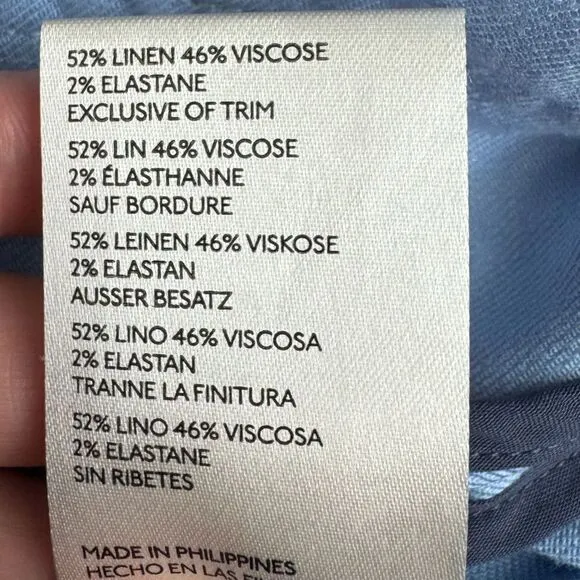 52% LINEN 46% VISCOSE
2% ELASTANE
EXCLUSIVE OF TRIM
52% LIN 46% VISCOSE
2% ÉLASTHANNE
SAUF BORDURE
52% LEINEN 46% VISKOSE
2% ELASTAN
AUSSER BESATZ
52% LINO 46% VISCOSA
2% ELASTAN
TRANNE LA FINITURA
52% LINO 46% VISCOSA
2% ELASTANE
SIN RIBETES
MADE IN PHILIPPINES
HECHO EN LAS